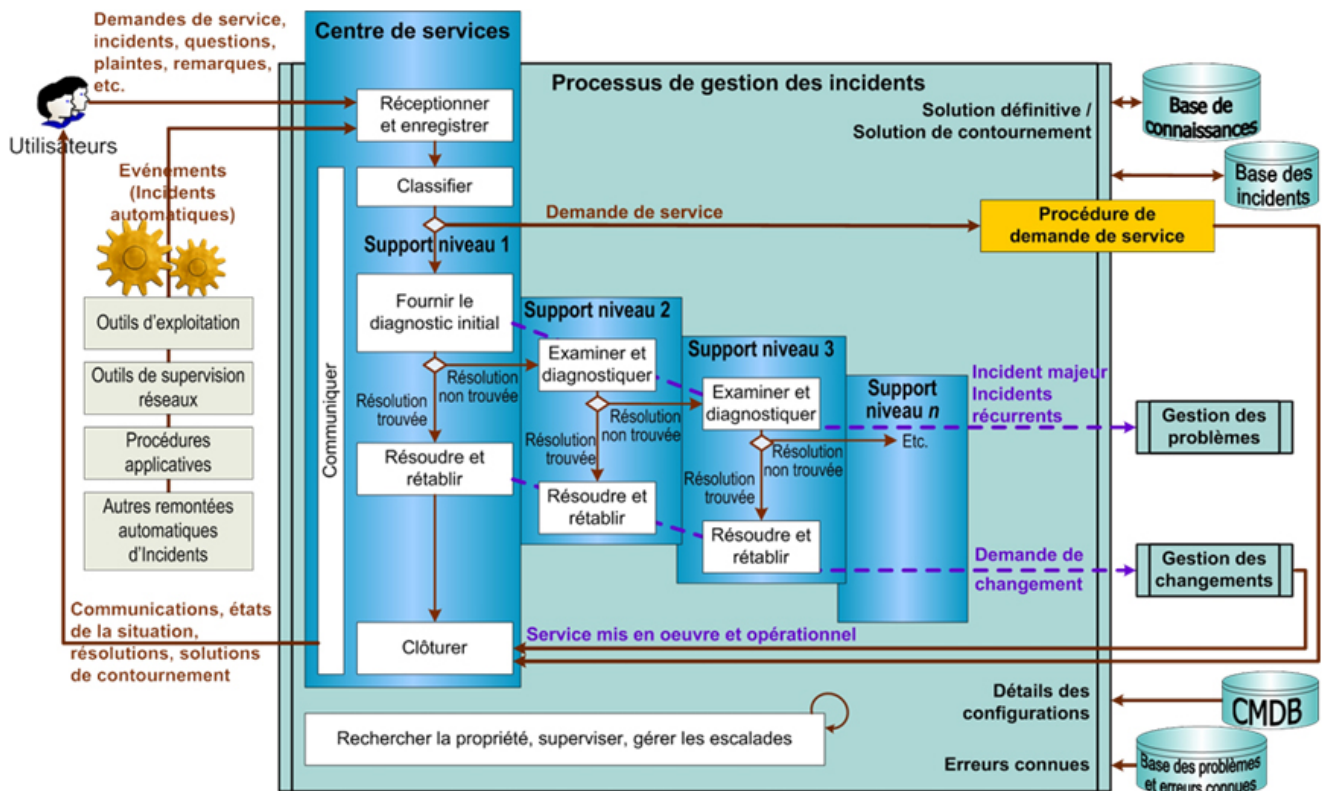 Demandes de service,
incidents, questions,
plaintes, remarques,
etc.
Utilisateurs
Centre de services
Processus de gestion des incidents
Réceptionner
et enregistrer
Solution définitive /
Solution de contournement
Base de
connaissances
Base des
incidents
Evénements
(Incidents
automatiques)
Classifier
Demande de service
Procédure de
demande de service
Support niveau 1
Fournir le
diagnostic initial
Communiquer
Outils d'exploitation
Outils de supervision
réseaux
Procédures
applicatives
Autres remontées
automatiques
d'Incidents
Résolution
trouvée
Résolution
non trouvée
Résoudre et
rétablir
Support niveau 2
Examiner et
diagnostiquer
Résolution
trouvée
Résolution
non trouvée
Résoudre et
rétablir
Support niveau 3
Examiner et
diagnostiquer
Résolution
trouvée
Résolution
non trouvée
Résoudre et
rétablir
Support
niveau n
Etc.
Incident majeur
Incidents
récurrents
Gestion des
problèmes
Demande de
changement
Gestion des
changements
Communications, états
de la situation,
résolutions, solutions
de contournement
Clôturer
Service mis en oeuvre et opérationnel
Rechercher la propriété, superviser, gérer les escalades
Détails des
configurations
CMDB
Erreurs connues
Base des problèmes
et erreurs connues